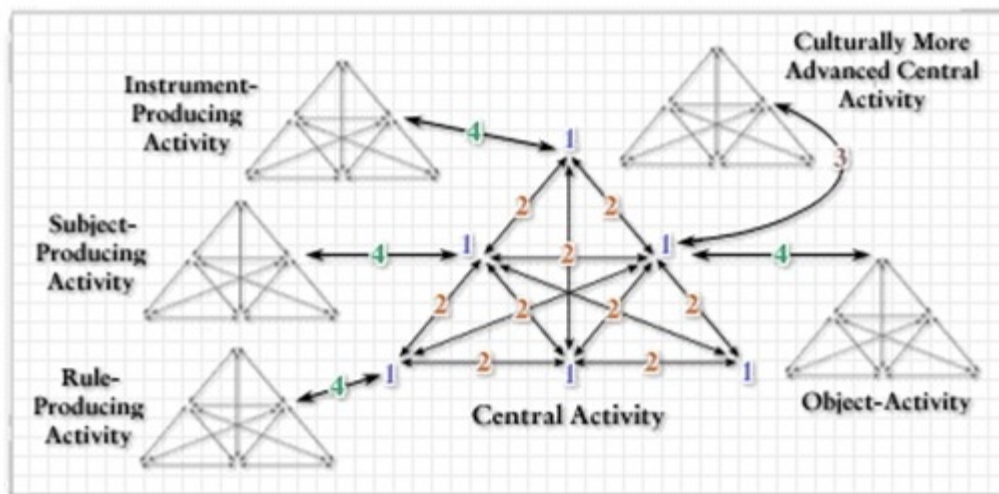 Instrument-
Producing
Activity
Culturally More
Advanced Central
Activity
4
1
3
Subject-
Producing
Activity
2
2
4
1
2
1
4
2
2
2
2
Rule-
Producing
Activity
4
1
2
1
2
1
Central Activity
Object-Activity